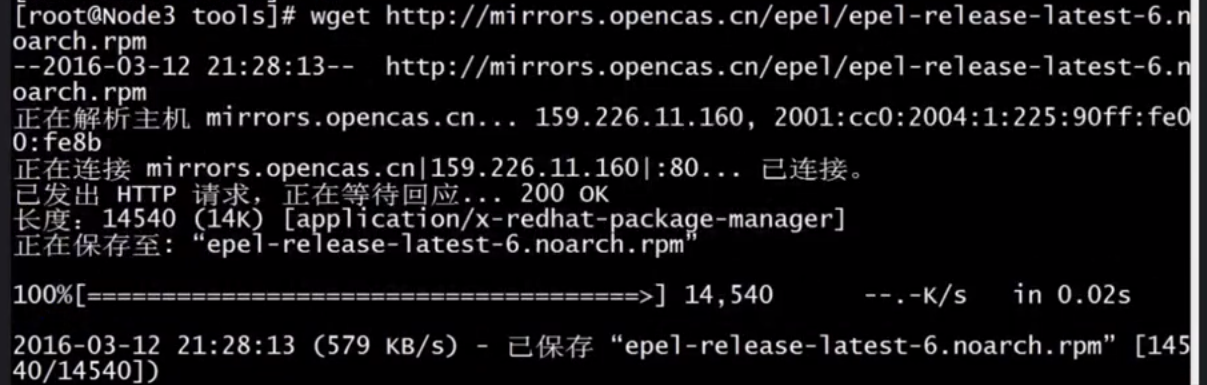 [root@Node3 tools]# wget http://mirrors.opencas.cn/epel/epel-release-latest-6.n
oarch.rpm
--2016-03-12 21:28:13--  http://mirrors.opencas.cn/epel/epel-release-latest-6.n
oarch.rpm
正在解析主机 mirrors.opencas.cn... 159.226.11.160, 2001:cc0:2004:1:225:90ff:fe0
0:fe8b
正在连接 mirrors.opencas.cn|159.226.11.160|:80... 已连接。
已发出 HTTP 请求，正在等待回应... 200 OK
长度：14540 (14K) [application/x-redhat-package-manager]
正在保存至: “epel-release-latest-6.noarch.rpm”
100%[======================================>] 14,540      --.-K/s   in 0.02s
2016-03-12 21:28:13 (579 KB/s) - 已保存 “epel-release-latest-6.noarch.rpm” [145
40/14540])